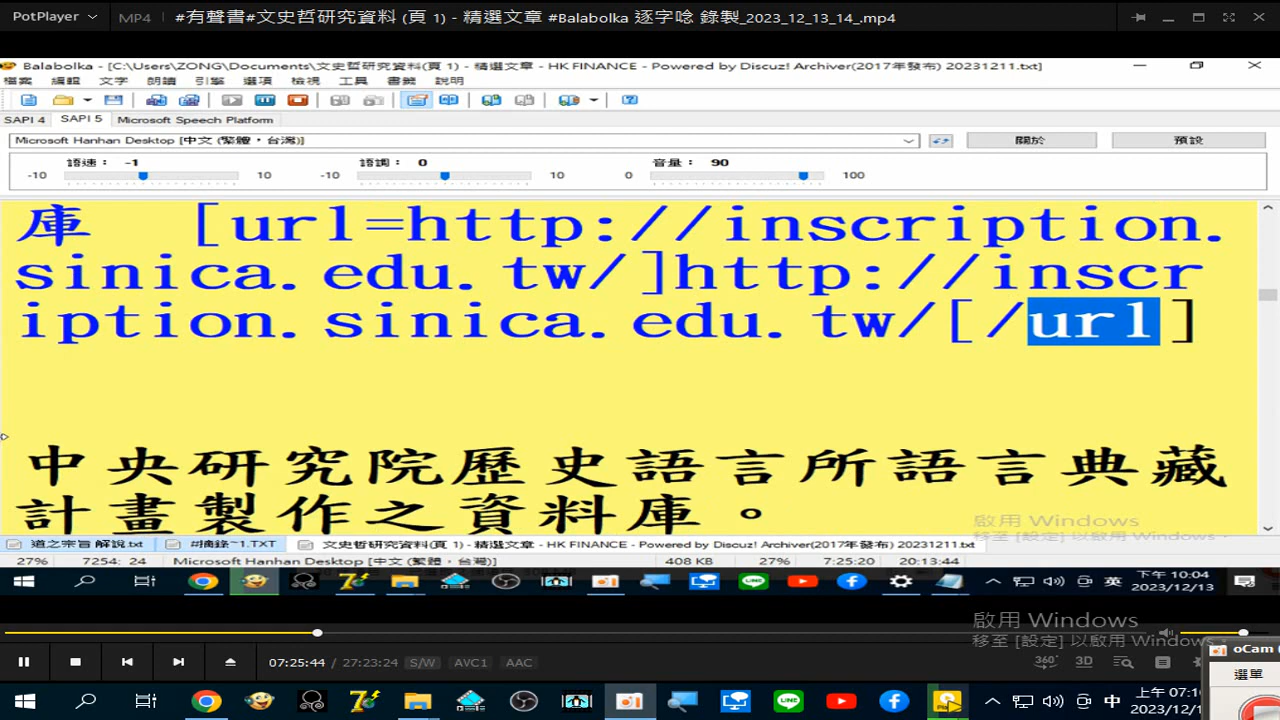 PotPlayer
MP4
#有聲書#文史哲研究資料 (頁 1) - 精選文章 #Balabolka 逐字唸 錄製_2023_12_13_14_.mp4
Balabolka - [C:\Users\ZONG\Documents\文史哲研究資料(頁 1) - 精選文章 - HK FINANCE - Powered by Discuz! Archiver(2017年發布) 20231211.txt]
檔案 編輯 文字 朗讀 引擎 選項 檢視 工具 書籤 說明
SAPI 4 SAPI 5 Microsoft Speech Platform
Microsoft Hanhan Desktop [中文 (繁體，台灣)]
關於
預設
語速： -1
語調： 0
音量： 90
-10 10 -10 10 0 100
庫 [url=http://inscription.
sinica.edu.tw/]http://inscr
iption.sinica.edu.tw/[/url]
中央研究院歷史語言所語言典藏
計畫製作之資料庫。
啟用 Windows
移至 [設定] 以啟用 Windows。
道之宗旨 解說.txt
#摘錄~1.TXT
文史哲研究資料(頁 1) - 精選文章 - HK FINANCE - Powered by Discuz! Archiver(2017年發布) 20231211.txt
27% 7254: 24 Microsoft Hanhan Desktop [中文 (繁體，台灣)] 408 KB 27% 7:25:20 20:13:44
英
下午 10:04
2023/12/13
啟用 Windows
移至 [設定] 以啟用 Windows
07:25:44 / 27:23:24 S/W AVC1 AAC
360° 3D
oCam
選單
中
上午 07:1
2023/12/1